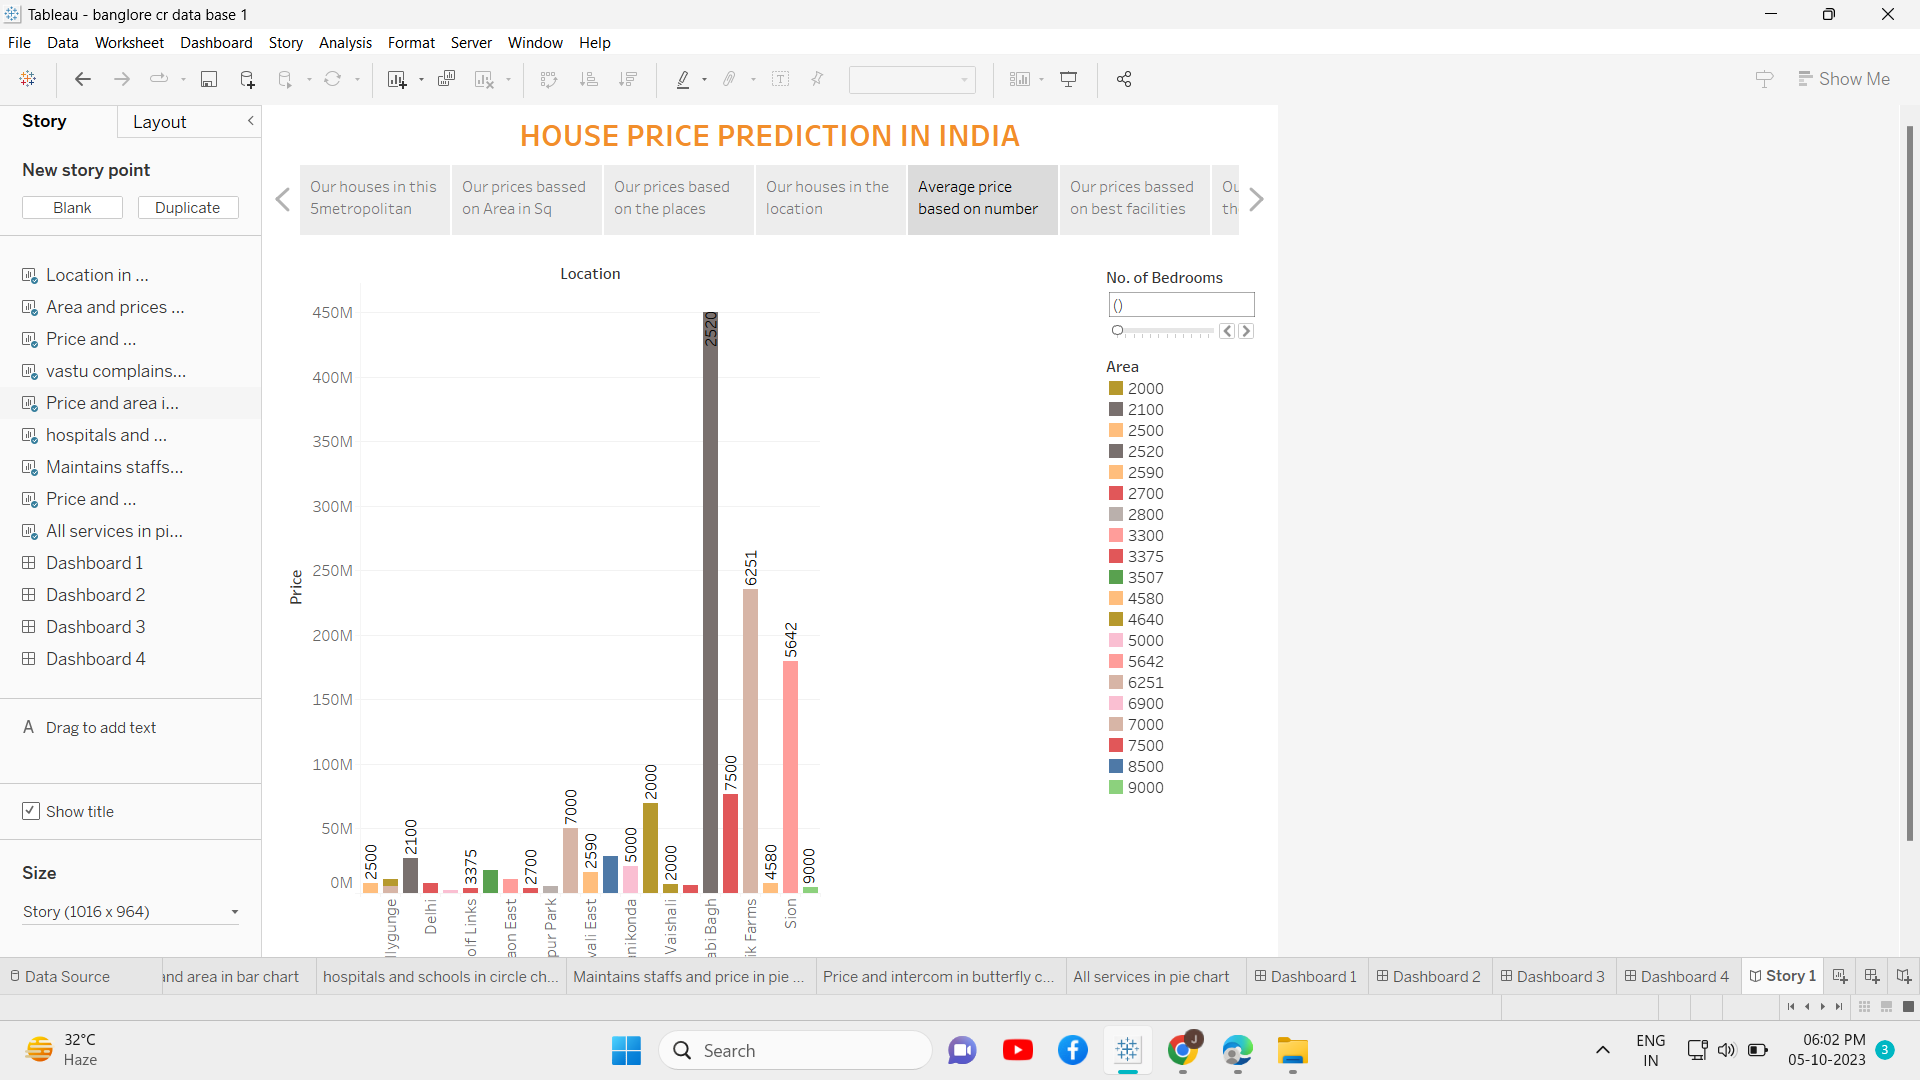 Tableau - banglore cr data base 1
File Data Worksheet Dashboard Story Analysis Format Server Window Help
Show Me
Story Layout
New story point
Blank Duplicate
Location in ...
Area and prices ...
Price and ...
vastu complains...
Price and area i...
hospitals and ...
Maintains staffs...
Price and ...
All services in pi...
Dashboard 1
Dashboard 2
Dashboard 3
Dashboard 4
A Drag to add text
Show title
Size
Story (1016 x 964)
HOUSE PRICE PREDICTION IN INDIA
Our houses in this
5metropolitan
Our prices bassed
on Area in Sq
Our prices based
on the places
Our houses in the
location
Average price
based on number
Our prices bassed
on best facilities
Ou
th
Location
Price
450M
400M
350M
300M
250M
200M
150M
100M
50M
0M
2500
2100
3375
2700
7000
2590
5000
2000
2000
2520
7500
6251
4580
5642
9000
llygunge
Delhi
olf Links
aon East
pur Park
vali East
nikonda
Vaishali
abi Bagh
ik Farms
Sion
No. of Bedrooms
()
Area
2000
2100
2500
2520
2590
2700
2800
3300
3375
3507
4580
4640
5000
5642
6251
6900
7000
7500
8500
9000
Data Source
and area in bar chart
hospitals and schools in circle ch...
Maintains staffs and price in pie ...
Price and intercom in butterfly c...
All services in pie chart
Dashboard 1
Dashboard 2
Dashboard 3
Dashboard 4
Story 1
32°C
Haze
Search
J
ENG
IN
06:02 PM
05-10-2023
3